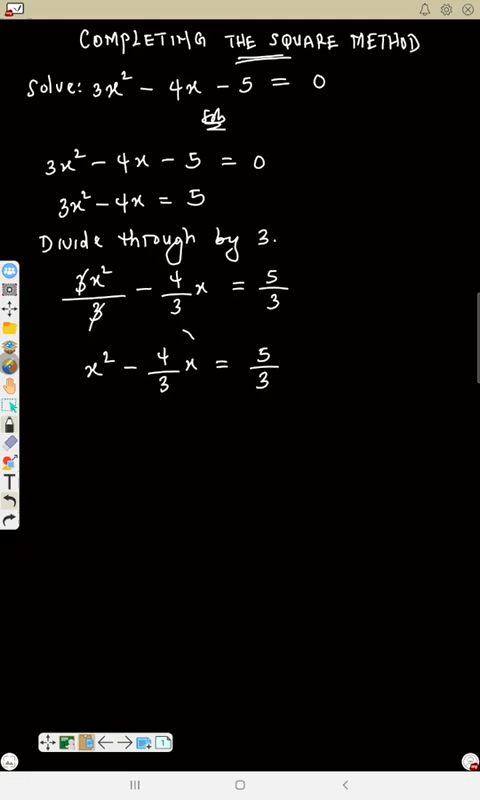 COMPLETING THE SQUARE METHOD
Solve: 3x² - 4x - 5 = 0
3x² - 4x - 5 = 0
3x² - 4x = 5
Divide through by 3.
3x²/3 - 4/3 x = 5/3
x² - 4/3 x = 5/3
T
1